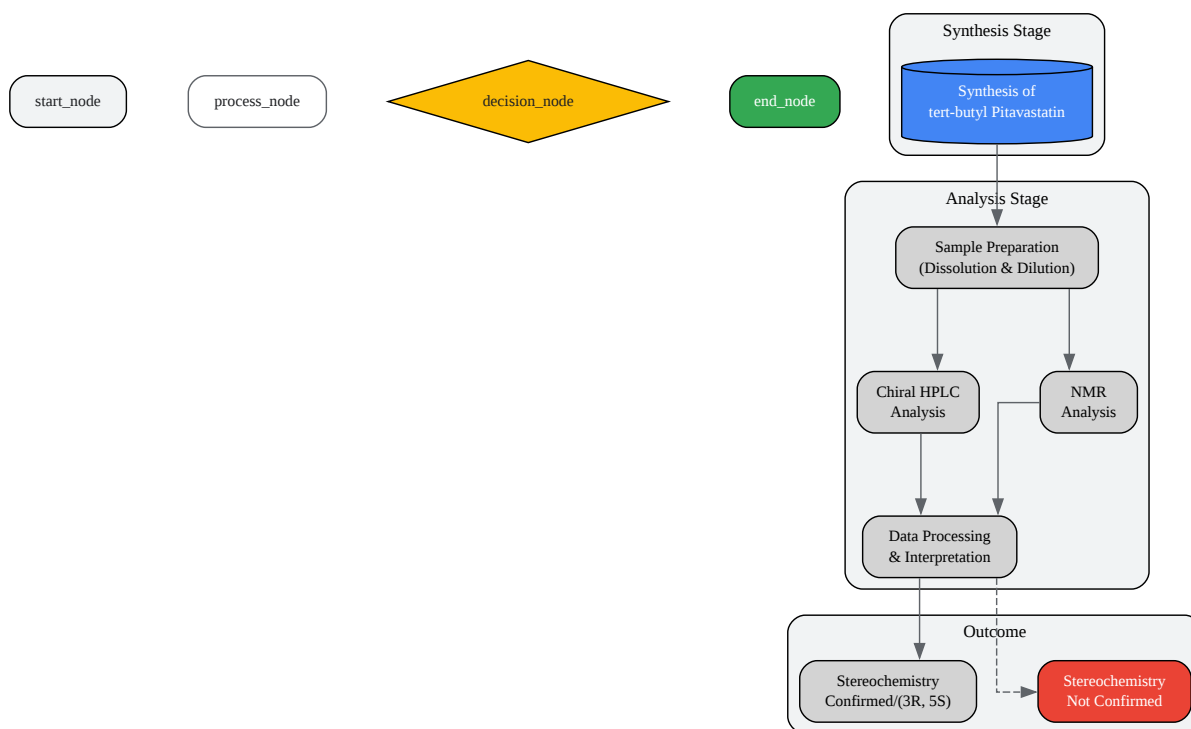 Synthesis Stage
start_node
process_node
decision_node
end_node
Synthesis of
tert-butyl Pitavastatin
Analysis Stage
Sample Preparation
(Dissolution & Dilution)
Chiral HPLC
Analysis
NMR
Analysis
Data Processing
& Interpretation
Outcome
Stereochemistry
Confirmed/(3R, 5S)
Stereochemistry
Not Confirmed